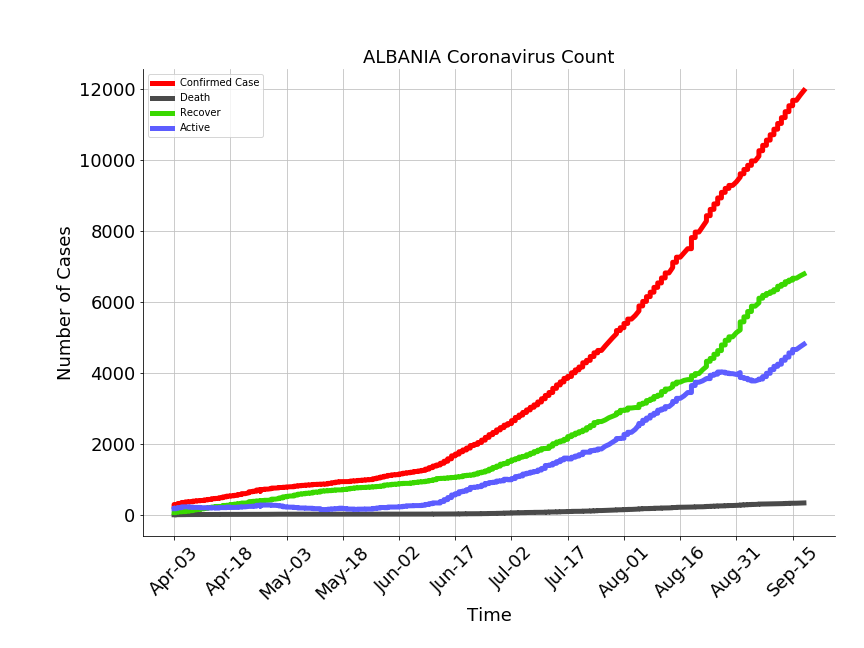 ALBANIA Coronavirus Count
Confirmed Case
Death
Recover
Active
Number of Cases
12000
10000
8000
6000
4000
2000
0
Apr-03
Apr-18
May-03
May-18
Jun-02
Jun-17
Jul-02
Jul-17
Aug-01
Aug-16
Aug-31
Sep-15
Time